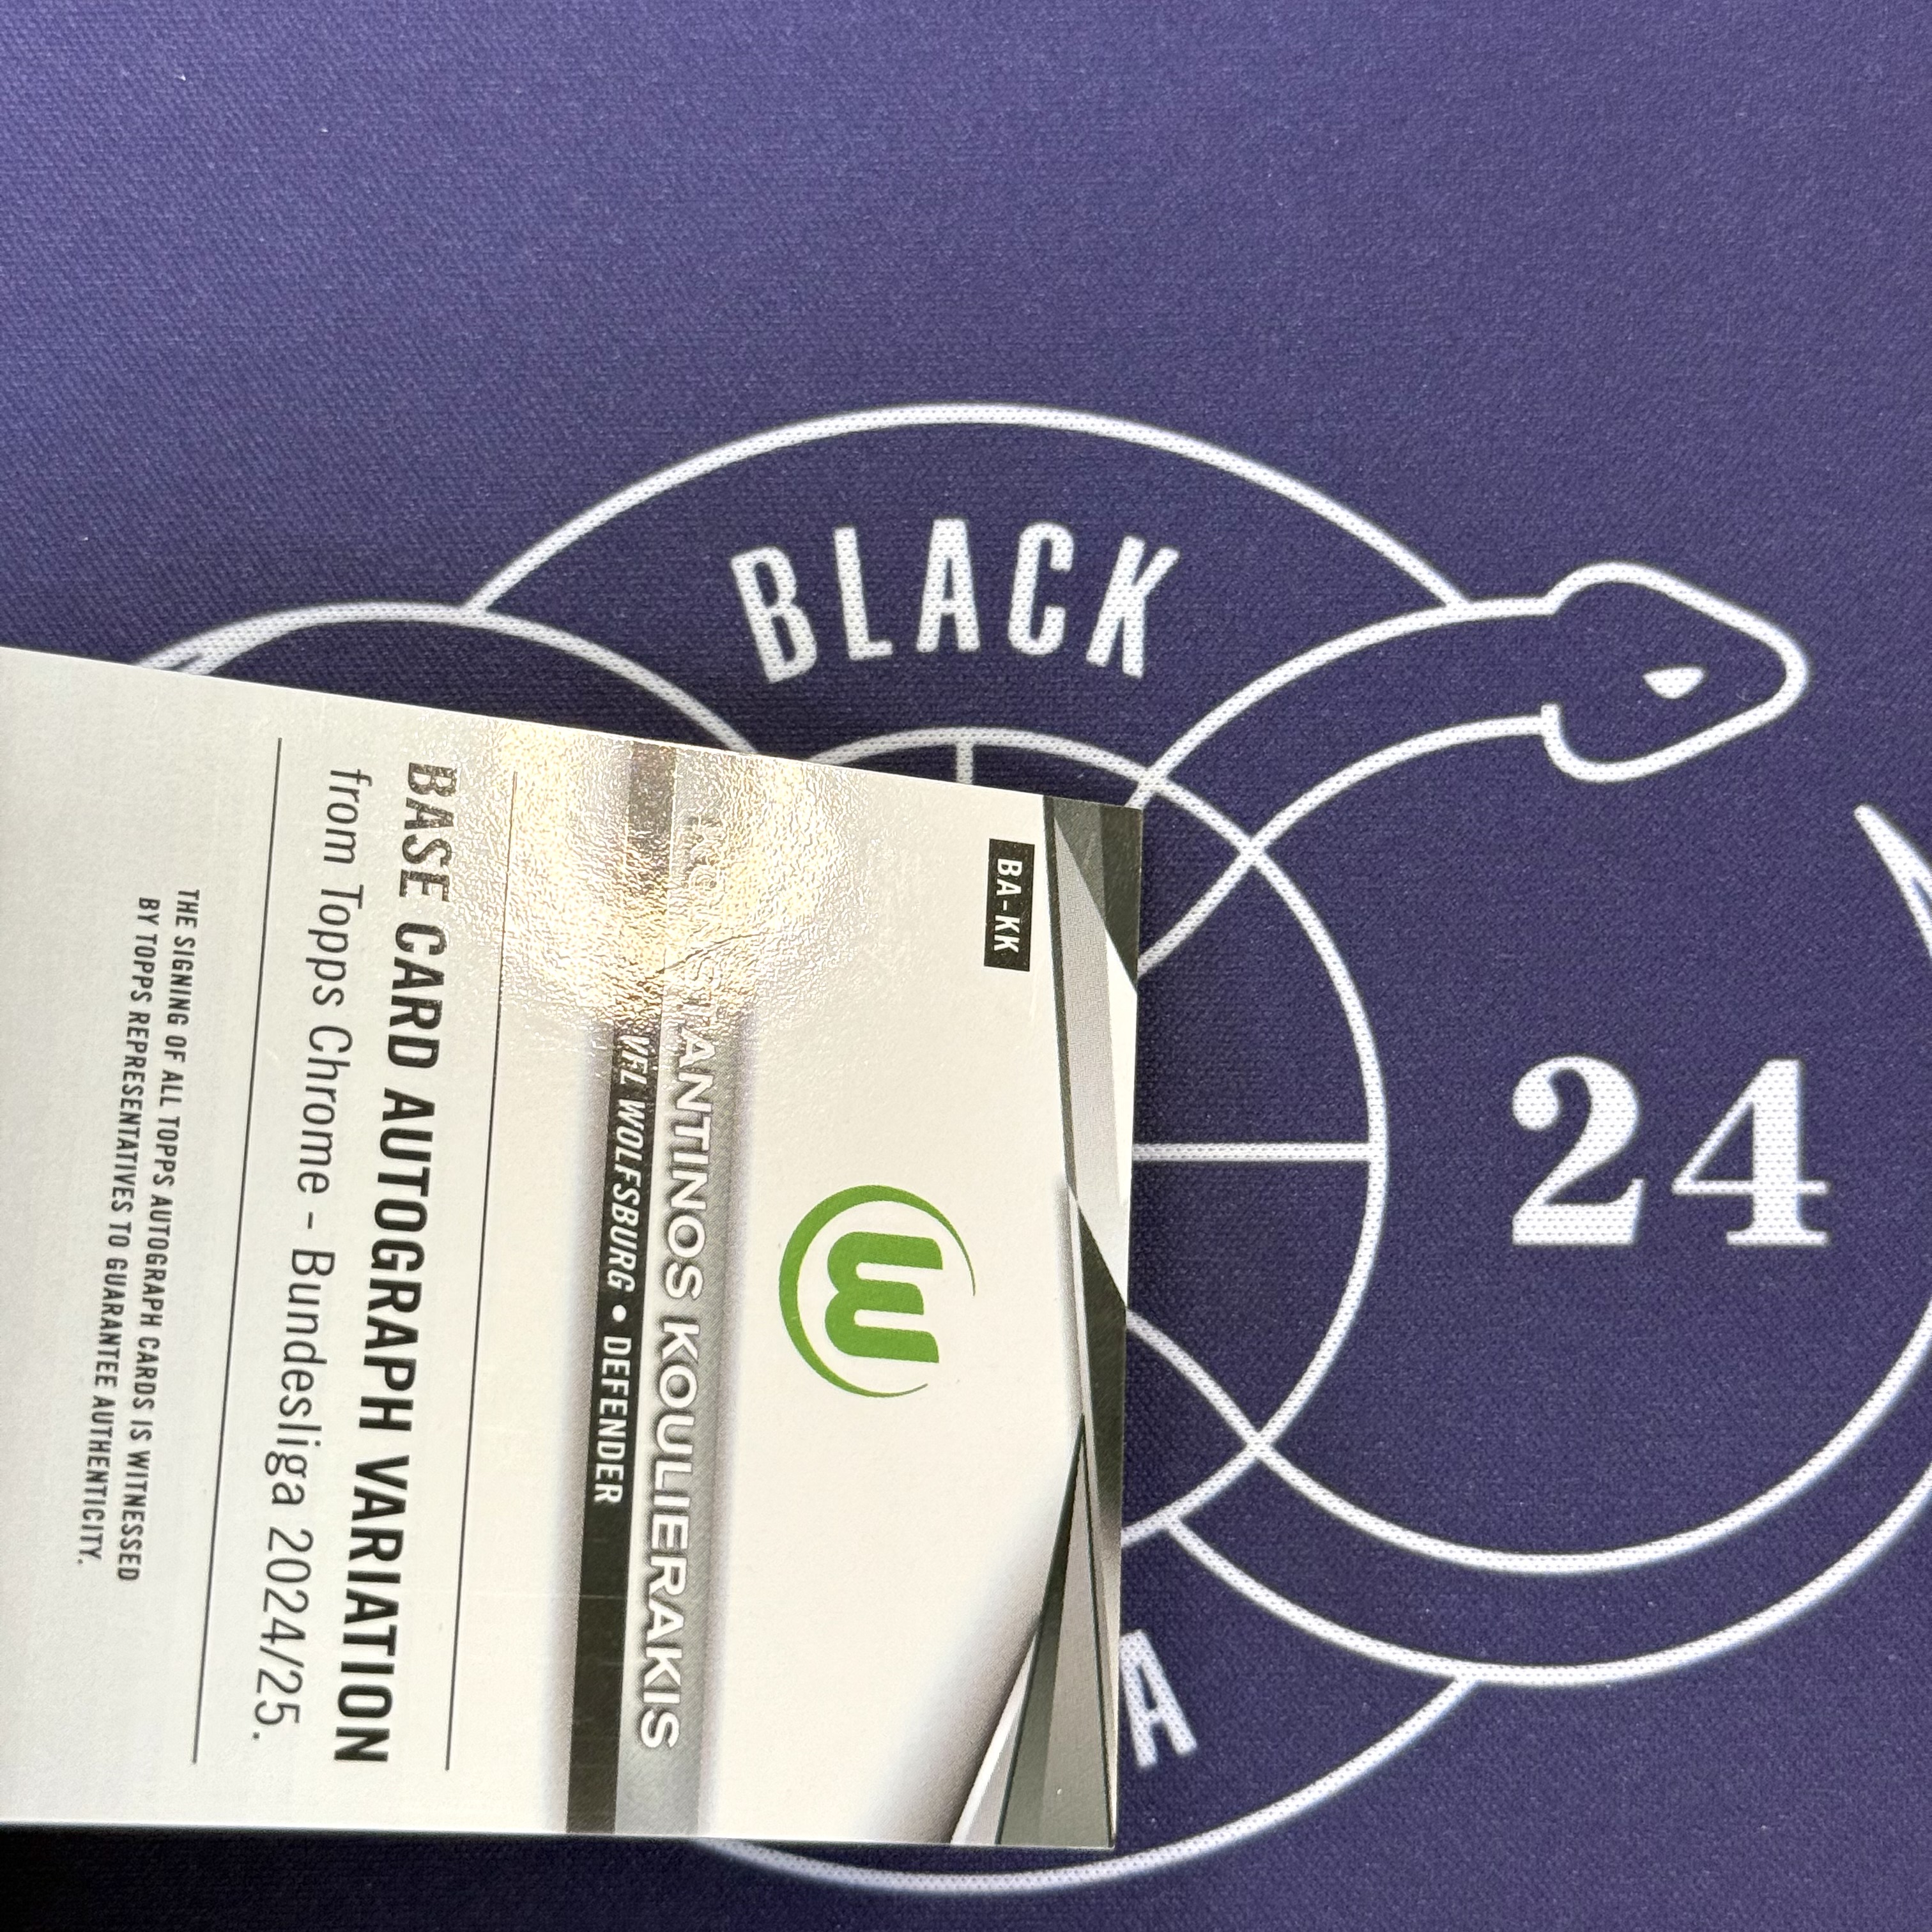 BLACK
24
A
BA-KK
KONSTANTINOS KOULIERAKIS
VFL WOLFSBURG • DEFENDER
BASE CARD AUTOGRAPH VARIATION
from Topps Chrome - Bundesliga 2024/25.
THE SIGNING OF ALL TOPPS AUTOGRAPH CARDS IS WITNESSED
BY TOPPS REPRESENTATIVES TO GUARANTEE AUTHENTICITY.